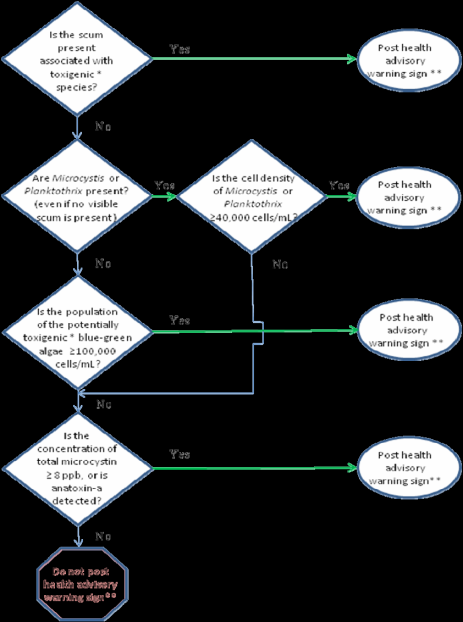 Is the scum
present
associated with
toxigenic *
species?
Yes
Post health
advisory
warning sign **
No
Are Microcystis or
Planktothrix present?
(even if no visible
scum is present)
Yes
Is the cell density
of Microcystis or
Planktothrix
≥40,000 cells/mL?
Yes
Post health
advisory
warning sign **
No
No
Is the population
of the potentially
toxigenic * blue-green
algae ≥100,000
cells/mL?
Yes
Post health
advisory
warning sign **
No
Is the
concentration of
total microcystin
≥ 8 ppb, or is
anatoxin-a
detected?
Yes
Post health
advisory
warning sign**
No
Do not post
health advisory
warning sign**